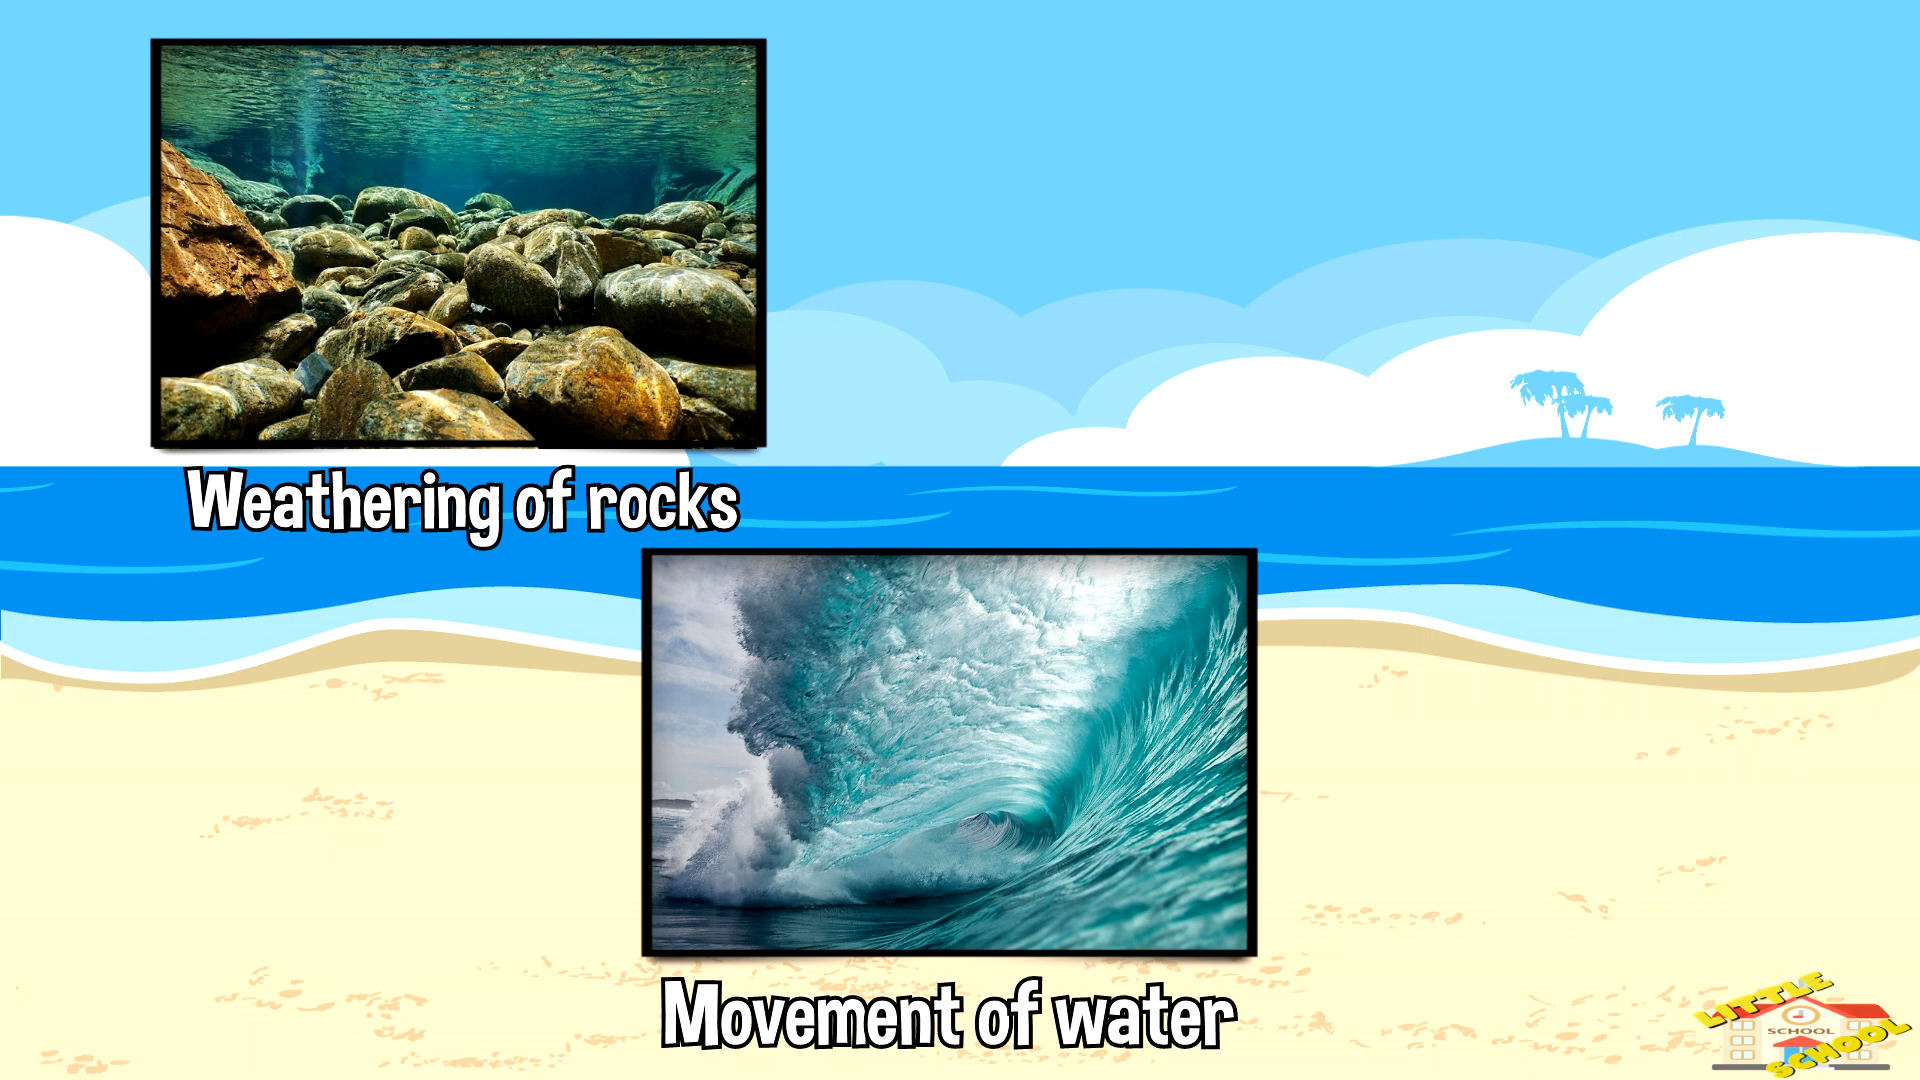 Weathering of rocks
Movement of water
LITTLE
SCHOOL
SCHOOL